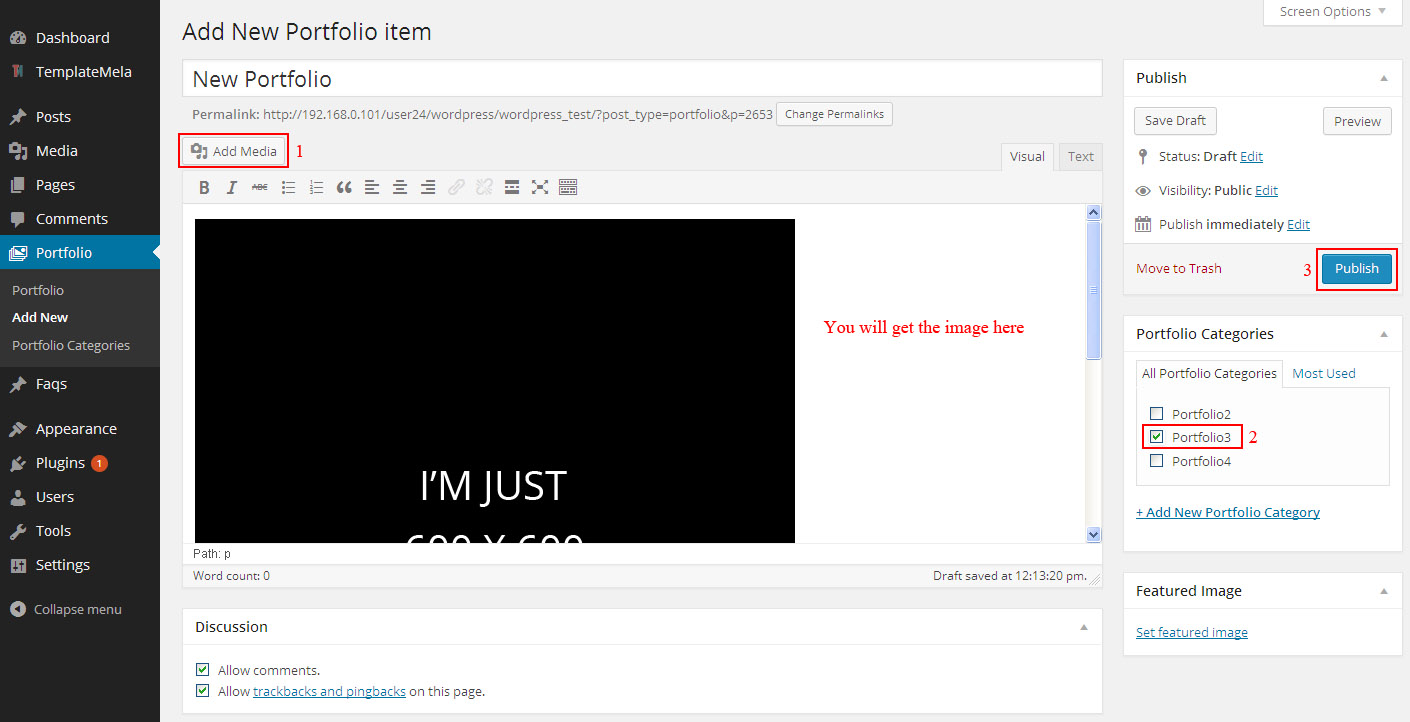 Screen Options
Dashboard
TemplateMela
Posts
Media
Pages
Comments
Portfolio
Portfolio
Add New
Portfolio Categories
Faqs
Appearance
Plugins 1
Users
Tools
Settings
Collapse menu
Add New Portfolio item
New Portfolio
Permalink: http://192.168.0.101/user24/wordpress/wordpress_test/?post_type=portfolio&p=2653 Change Permalinks
Add Media 1
Visual Text
B I ABC
You will get the image here
I'M JUST
600 X 600
Path: p
Word count: 0 Draft saved at 12:13:20 pm.
Discussion
Allow comments.
Allow trackbacks and pingbacks on this page.
Publish
Save Draft Preview
Status: Draft Edit
Visibility: Public Edit
Publish immediately Edit
Move to Trash 3 Publish
Portfolio Categories
All Portfolio Categories Most Used
Portfolio2
Portfolio3 2
Portfolio4
+ Add New Portfolio Category
Featured Image
Set featured image